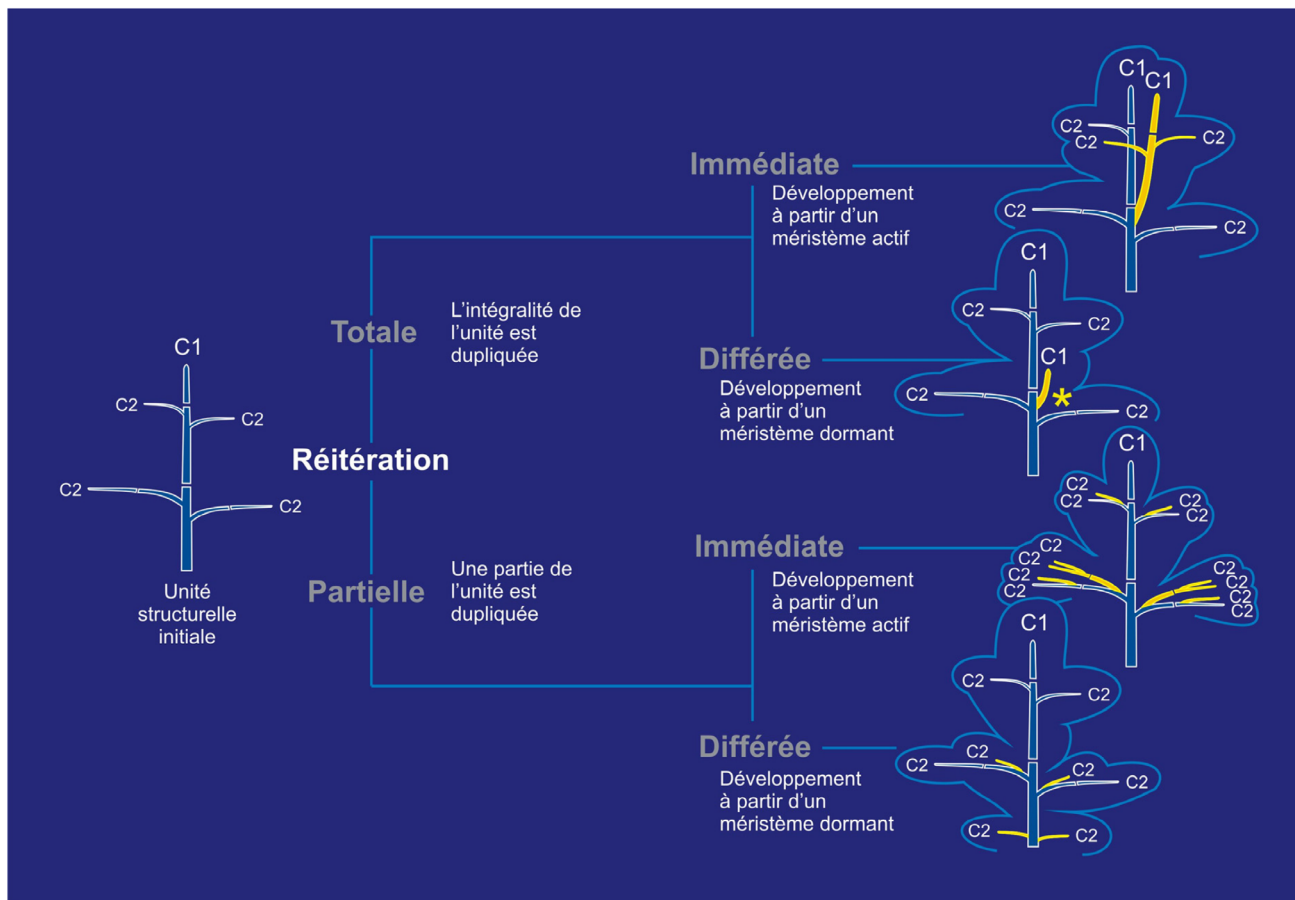 C1
C2
C2
C2
C2
Unité
structurelle
initiale
Réitération
Totale
L'intégralité de
l'unité est
dupliquée
Partielle
Une partie de
l'unité est
dupliquée
Immédiate
Développement
à partir d'un
méristème actif
C1
C1
C2
C2
C2
C2
C2
Différée
Développement
à partir d'un
méristème dormant
C1
C2
C2
C1
*
C2
C2
Immédiate
Développement
à partir d'un
méristème actif
C1
C2
C2
C2
C2
C2
C2
C2
C2
C2
C2
C2
C2
Différée
Développement
à partir d'un
méristème dormant
C1
C2
C2
C2
C2
C2
C2
C2
C2